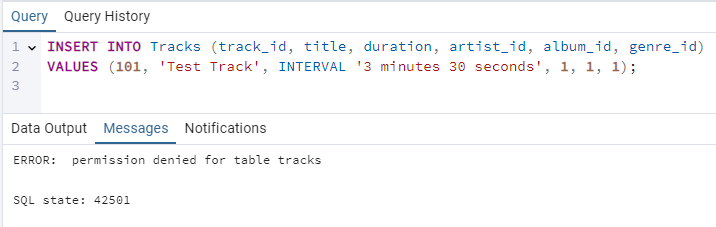 Query Query History
1 INSERT INTO Tracks (track_id, title, duration, artist_id, album_id, genre_id)
2 VALUES (101, 'Test Track', INTERVAL '3 minutes 30 seconds', 1, 1, 1);
3
Data Output Messages Notifications
ERROR:  permission denied for table tracks
SQL state: 42501